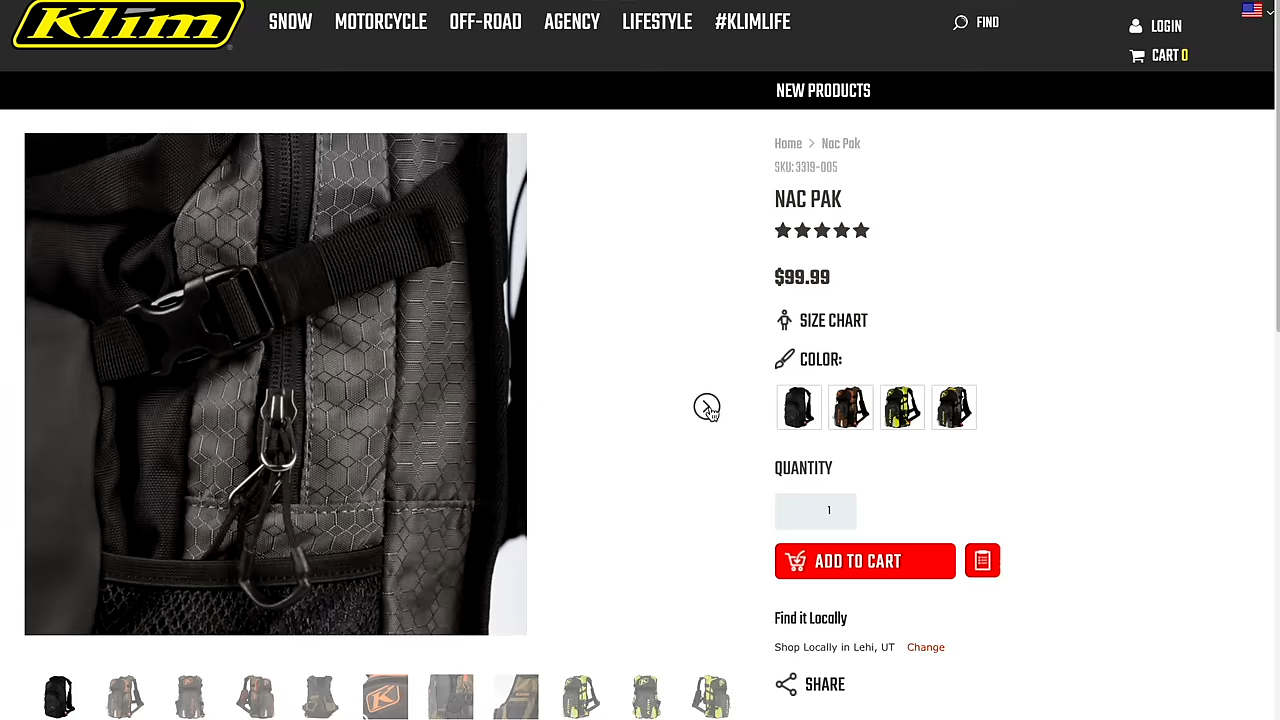 Klim
SNOW MOTORCYCLE OFF-ROAD AGENCY LIFESTYLE #KLIMLIFE
FIND
LOGIN
CART 0
NEW PRODUCTS
Home > Nac Pak
SKU: 3319-005
NAC PAK
$99.99
SIZE CHART
COLOR:
QUANTITY
1
ADD TO CART
Find it Locally
Shop Locally in Lehi, UT Change
SHARE